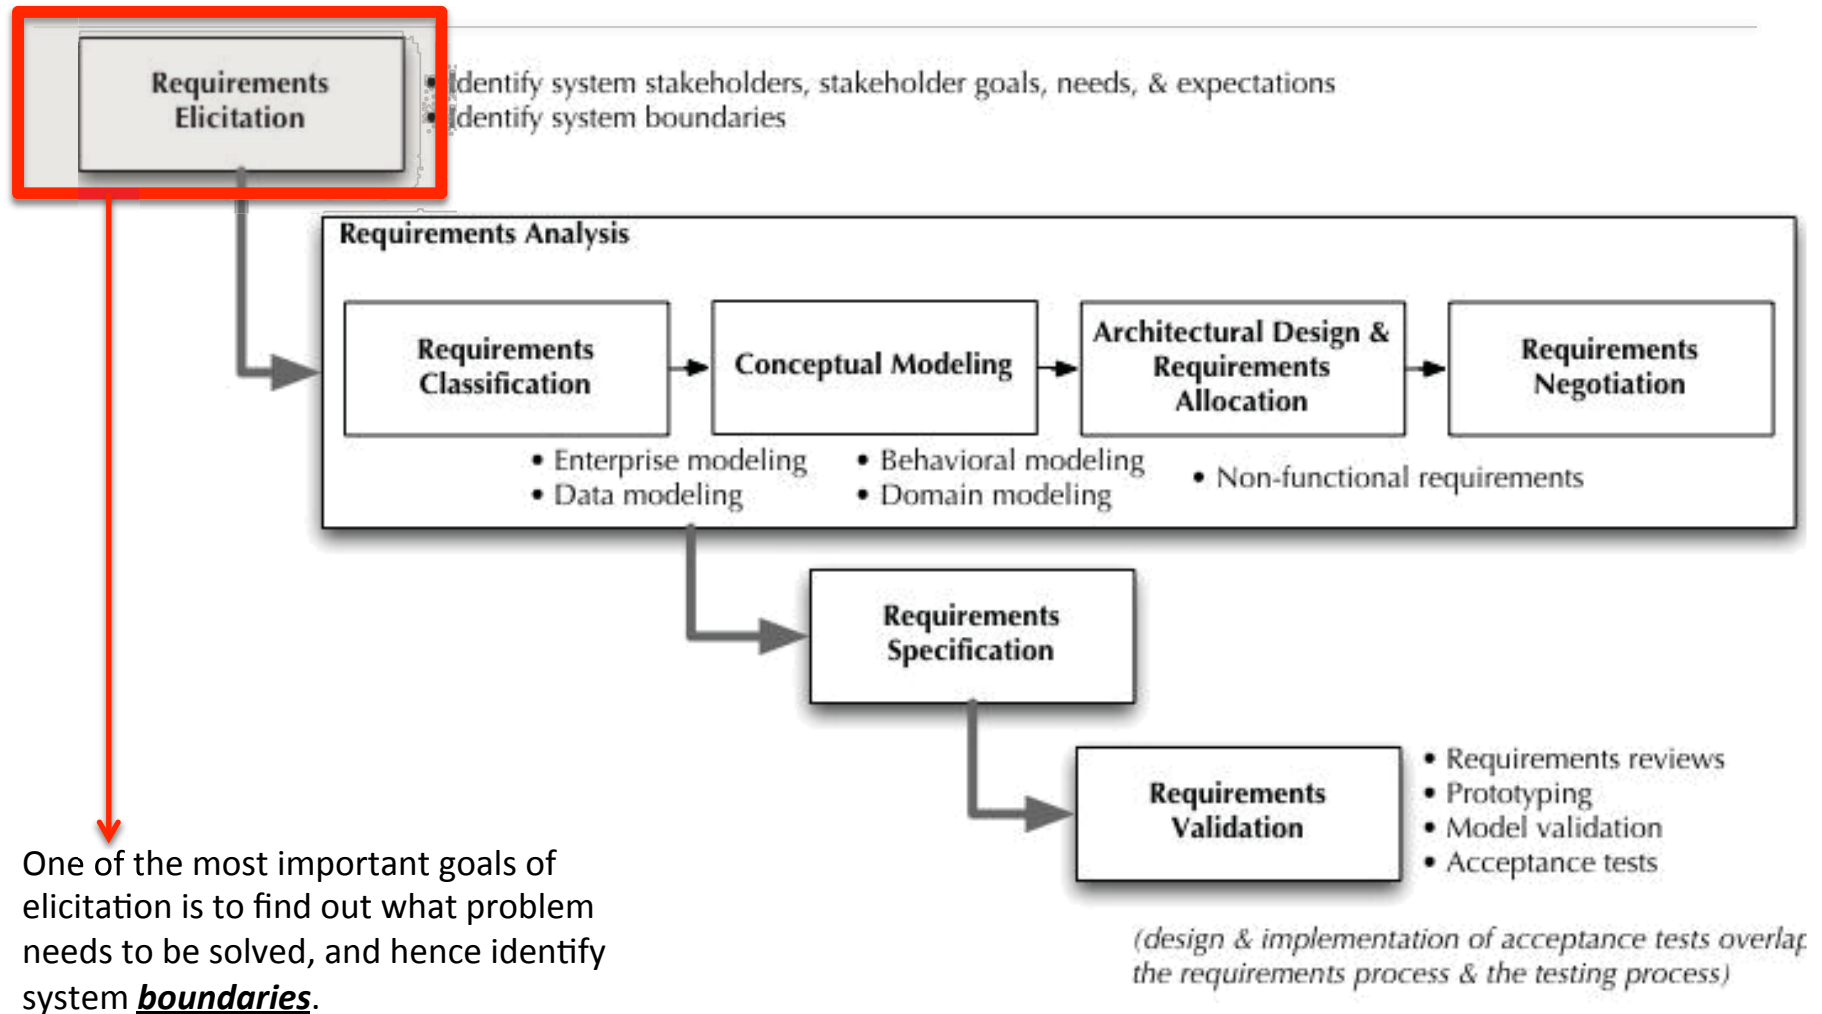 Requirements
Elicitation
• Identify system stakeholders, stakeholder goals, needs, & expectations
• Identify system boundaries
Requirements Analysis
Requirements
Classification
Conceptual Modeling
Architectural Design &
Requirements
Allocation
Requirements
Negotiation
• Enterprise modeling
• Data modeling
• Behavioral modeling
• Domain modeling
• Non-functional requirements
Requirements
Specification
Requirements
Validation
• Requirements reviews
• Prototyping
• Model validation
• Acceptance tests
(design & implementation of acceptance tests overlap
the requirements process & the testing process)
One of the most important goals of
elicitation is to find out what problem
needs to be solved, and hence identify
system boundaries.